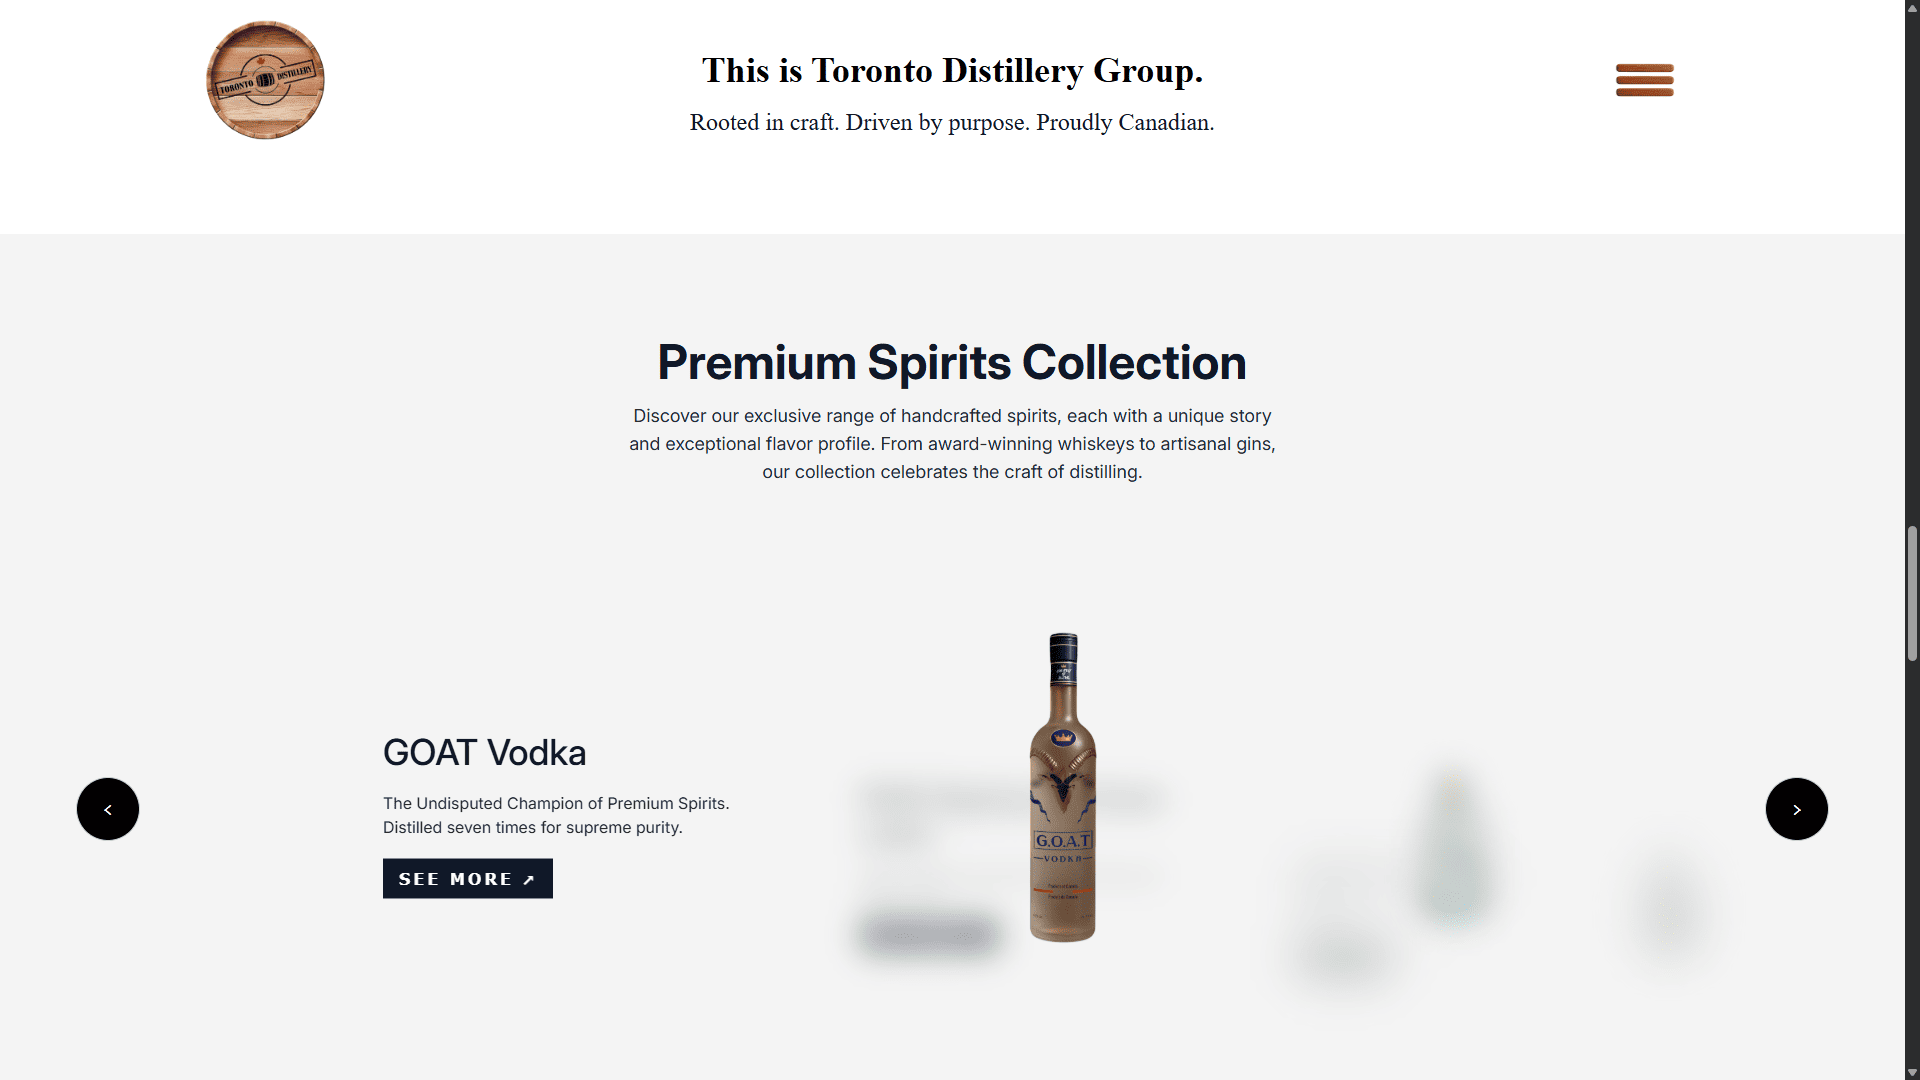 TORONTO DISTILLERY
This is Toronto Distillery Group.
Rooted in craft. Driven by purpose. Proudly Canadian.
Premium Spirits Collection
Discover our exclusive range of handcrafted spirits, each with a unique story
and exceptional flavor profile. From award-winning whiskeys to artisanal gins,
our collection celebrates the craft of distilling.
GOAT Vodka
The Undisputed Champion of Premium Spirits.
Distilled seven times for supreme purity.
SEE MORE ↗
<
G.O.A.T
VODKA
>